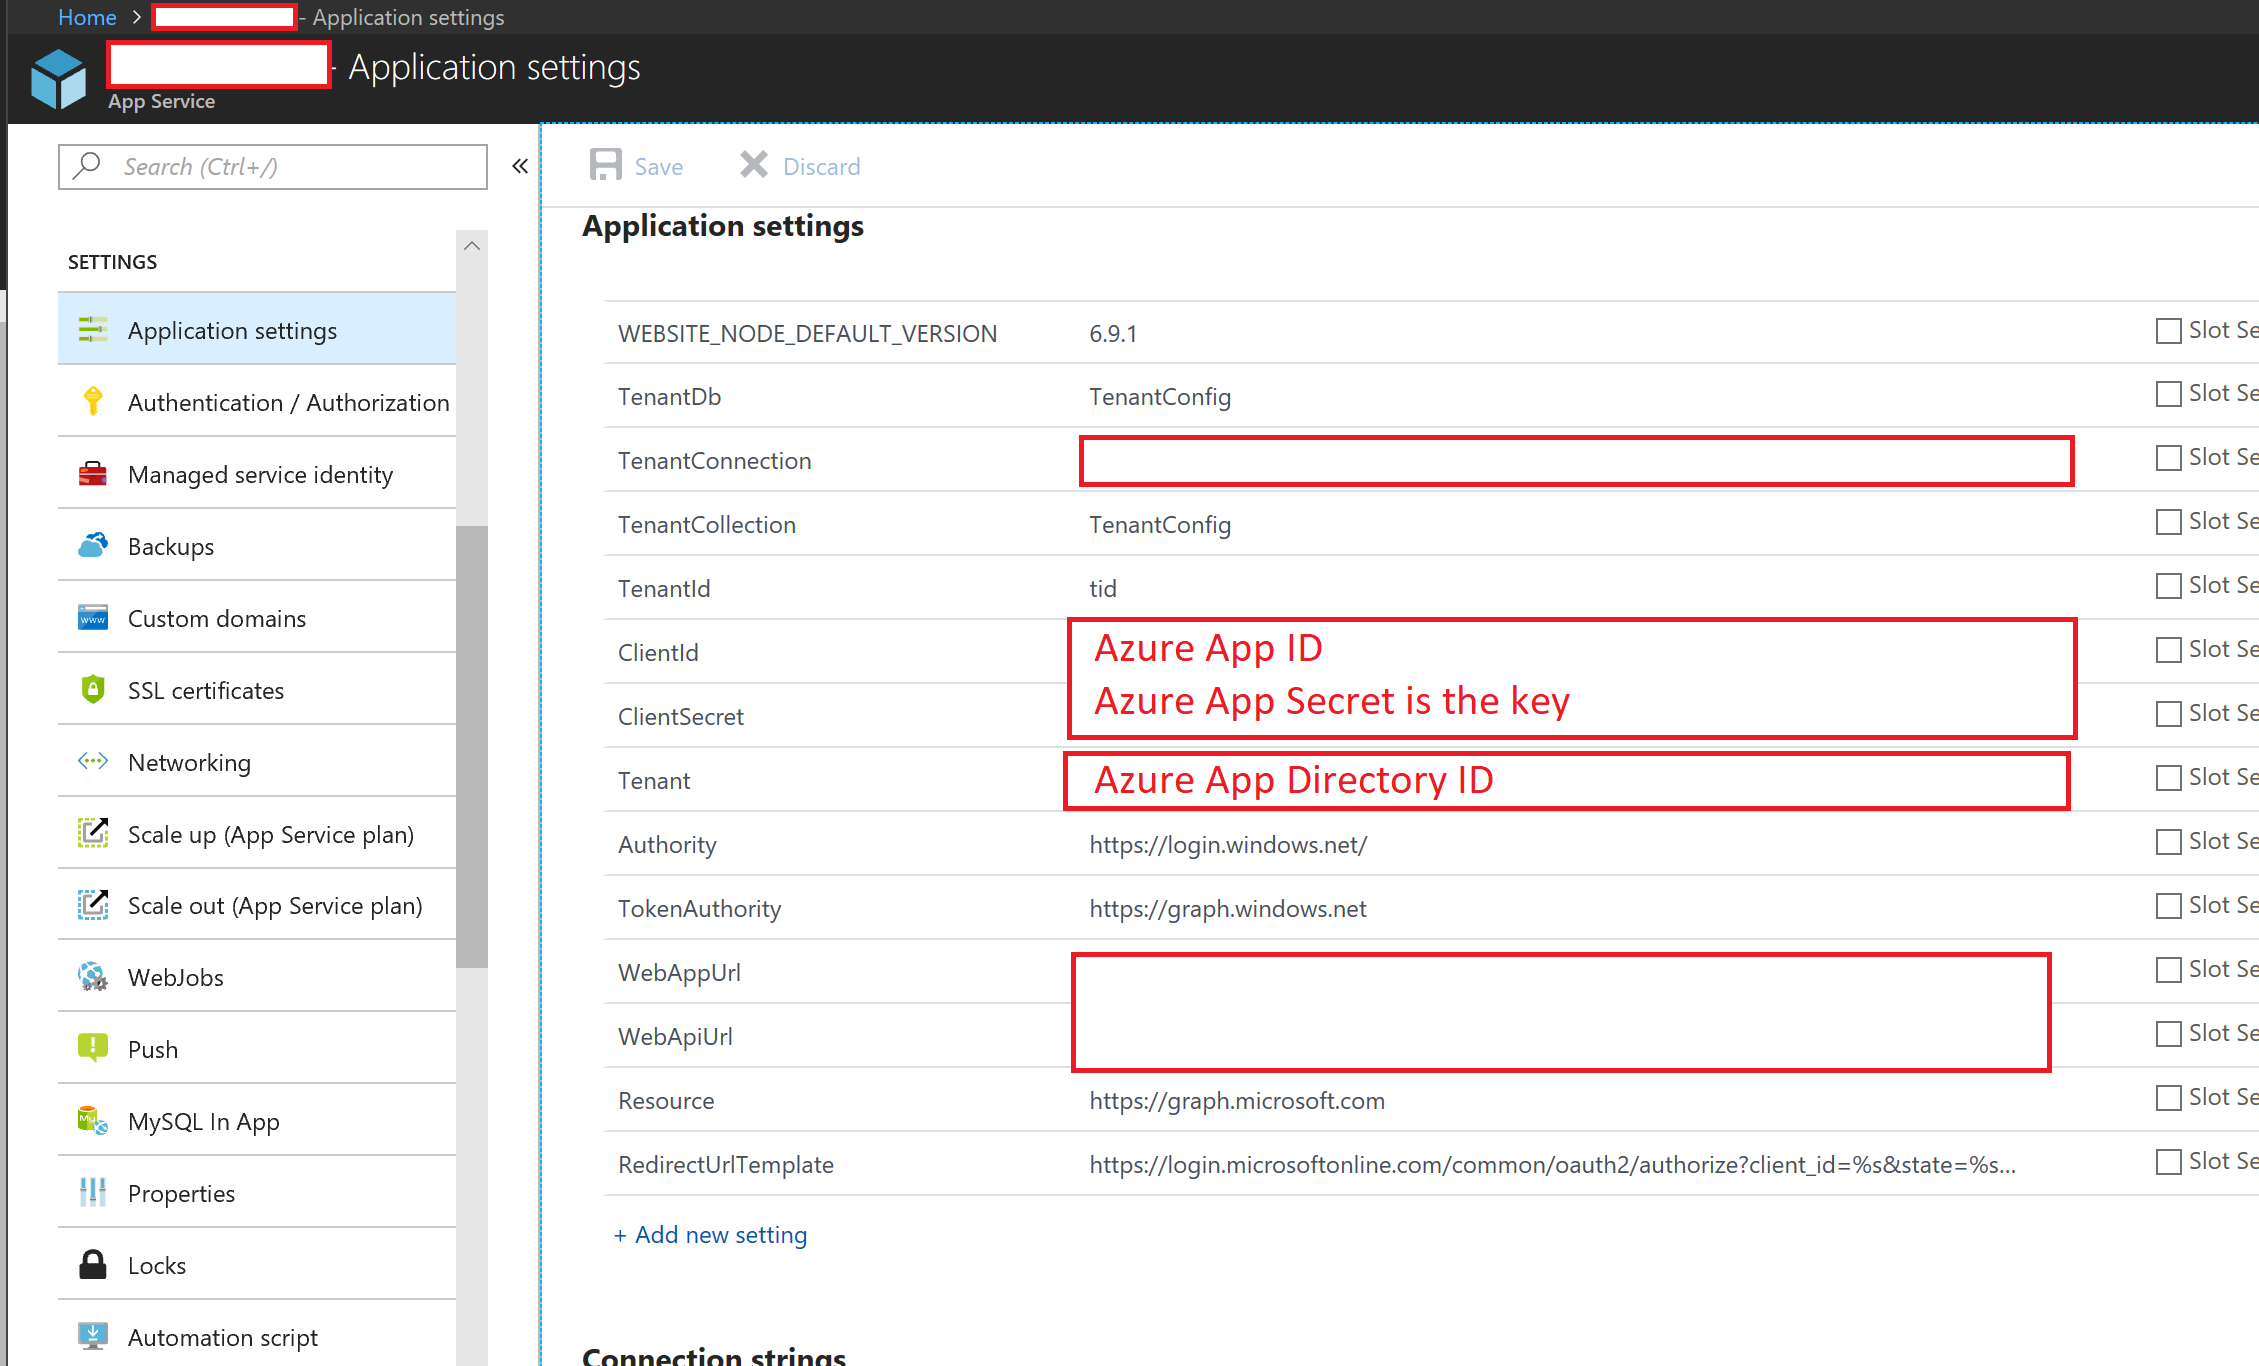 Home > - Application settings
- Application settings
App Service
Search (Ctrl+/)
«
SETTINGS
Application settings
Authentication / Authorization
Managed service identity
Backups
Custom domains
SSL certificates
Networking
Scale up (App Service plan)
Scale out (App Service plan)
WebJobs
Push
MySQL In App
Properties
Locks
Automation script
Save Discard
Application settings
WEBSITE_NODE_DEFAULT_VERSION 6.9.1 Slot Se
TenantDb TenantConfig Slot Se
TenantConnection Slot Se
TenantCollection TenantConfig Slot Se
TenantId tid Slot Se
ClientId Azure App ID Slot Se
ClientSecret Azure App Secret is the key Slot Se
Tenant Azure App Directory ID Slot Se
Authority https://login.windows.net/ Slot Se
TokenAuthority https://graph.windows.net Slot Se
WebAppUrl Slot Se
WebApiUrl Slot Se
Resource https://graph.microsoft.com Slot Se
RedirectUrlTemplate https://login.microsoftonline.com/common/oauth2/authorize?client_id=%s&state=%s... Slot Se
+ Add new setting
Connection strings